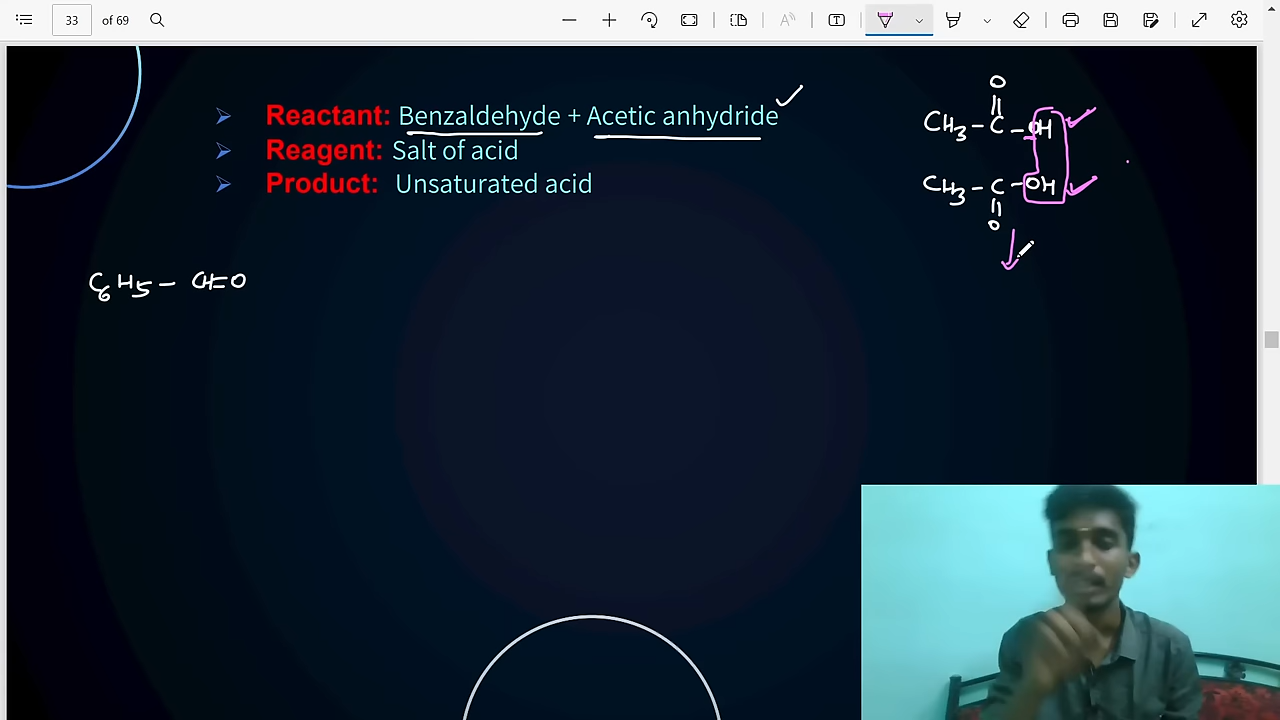 33 of 69
Reactant: Benzaldehyde + Acetic anhydride
Reagent: Salt of acid
Product: Unsaturated acid
O
CH3 – C – OH
CH3 – C – OH
O
C6H5 – CH=O